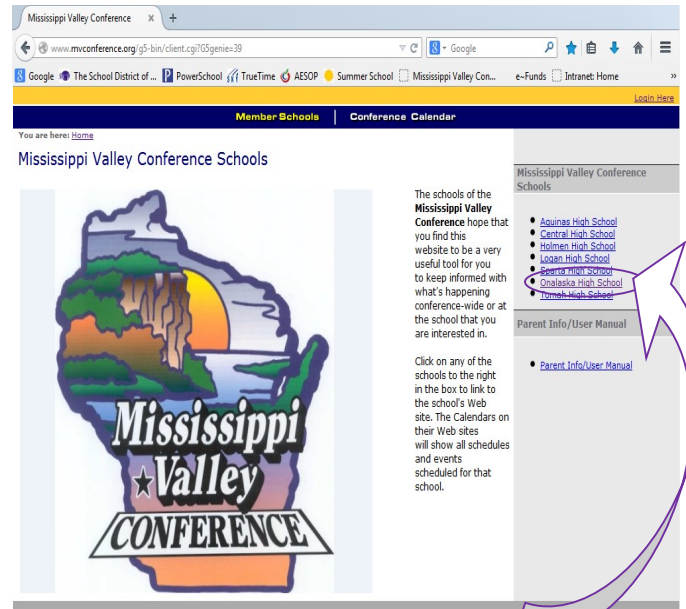 Mississippi Valley Conference
www.mvconference.org/g5-bin/client.cgi?G5genie=39
Google
Google The School District of ... PowerSchool TrueTime AESOP Summer School Mississippi Valley Con... e~Funds Intranet: Home »
Login Here
Member Schools | Conference Calendar
You are here: Home
Mississippi Valley Conference Schools
Mississippi
Valley
CONFERENCE
The schools of the
Mississippi Valley
Conference hope that
you find this
website to be a very
useful tool for you
to keep informed with
what's happening
conference-wide or at
the school that you
are interested in.
Click on any of the
schools to the right
in the box to link to
the school's Web
site. The Calendars on
their Web sites
will show all schedules
and events
scheduled for that
school.
Mississippi Valley Conference
Schools
Aquinas High School
Central High School
Holmen High School
Logan High School
Sparta High School
Onalaska High School
Tomah High School
Parent Info/User Manual
Parent Info/User Manual